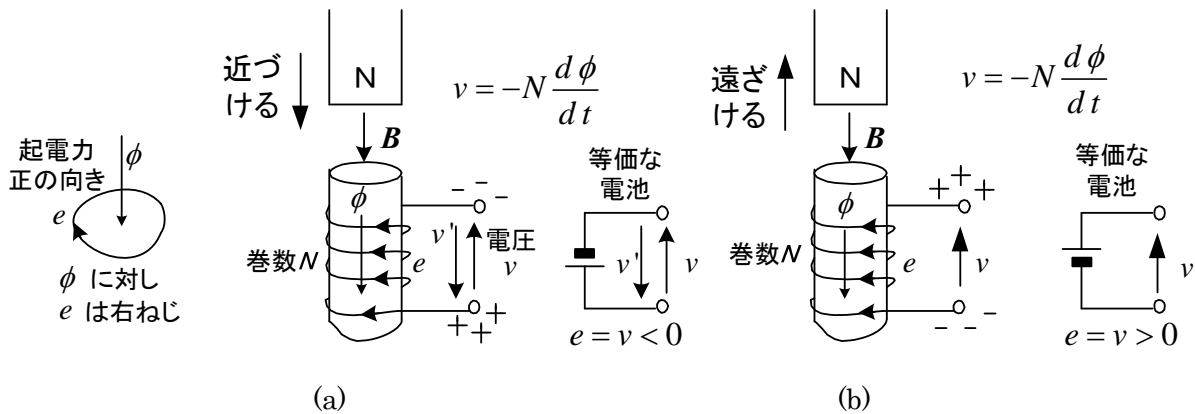 起電力
正の向き
φ
e
φ に対し
e は右ねじ
近づ
ける
N
v = −N dφ/dt
B
φ
巻数N
e
− − −
v'
電圧
v
+ + +
等価な
電池
v'
v
e = v < 0
(a)
遠ざ
ける
N
v = −N dφ/dt
B
φ
巻数N
e
+ + +
v
− − −
等価な
電池
v
e = v > 0
(b)